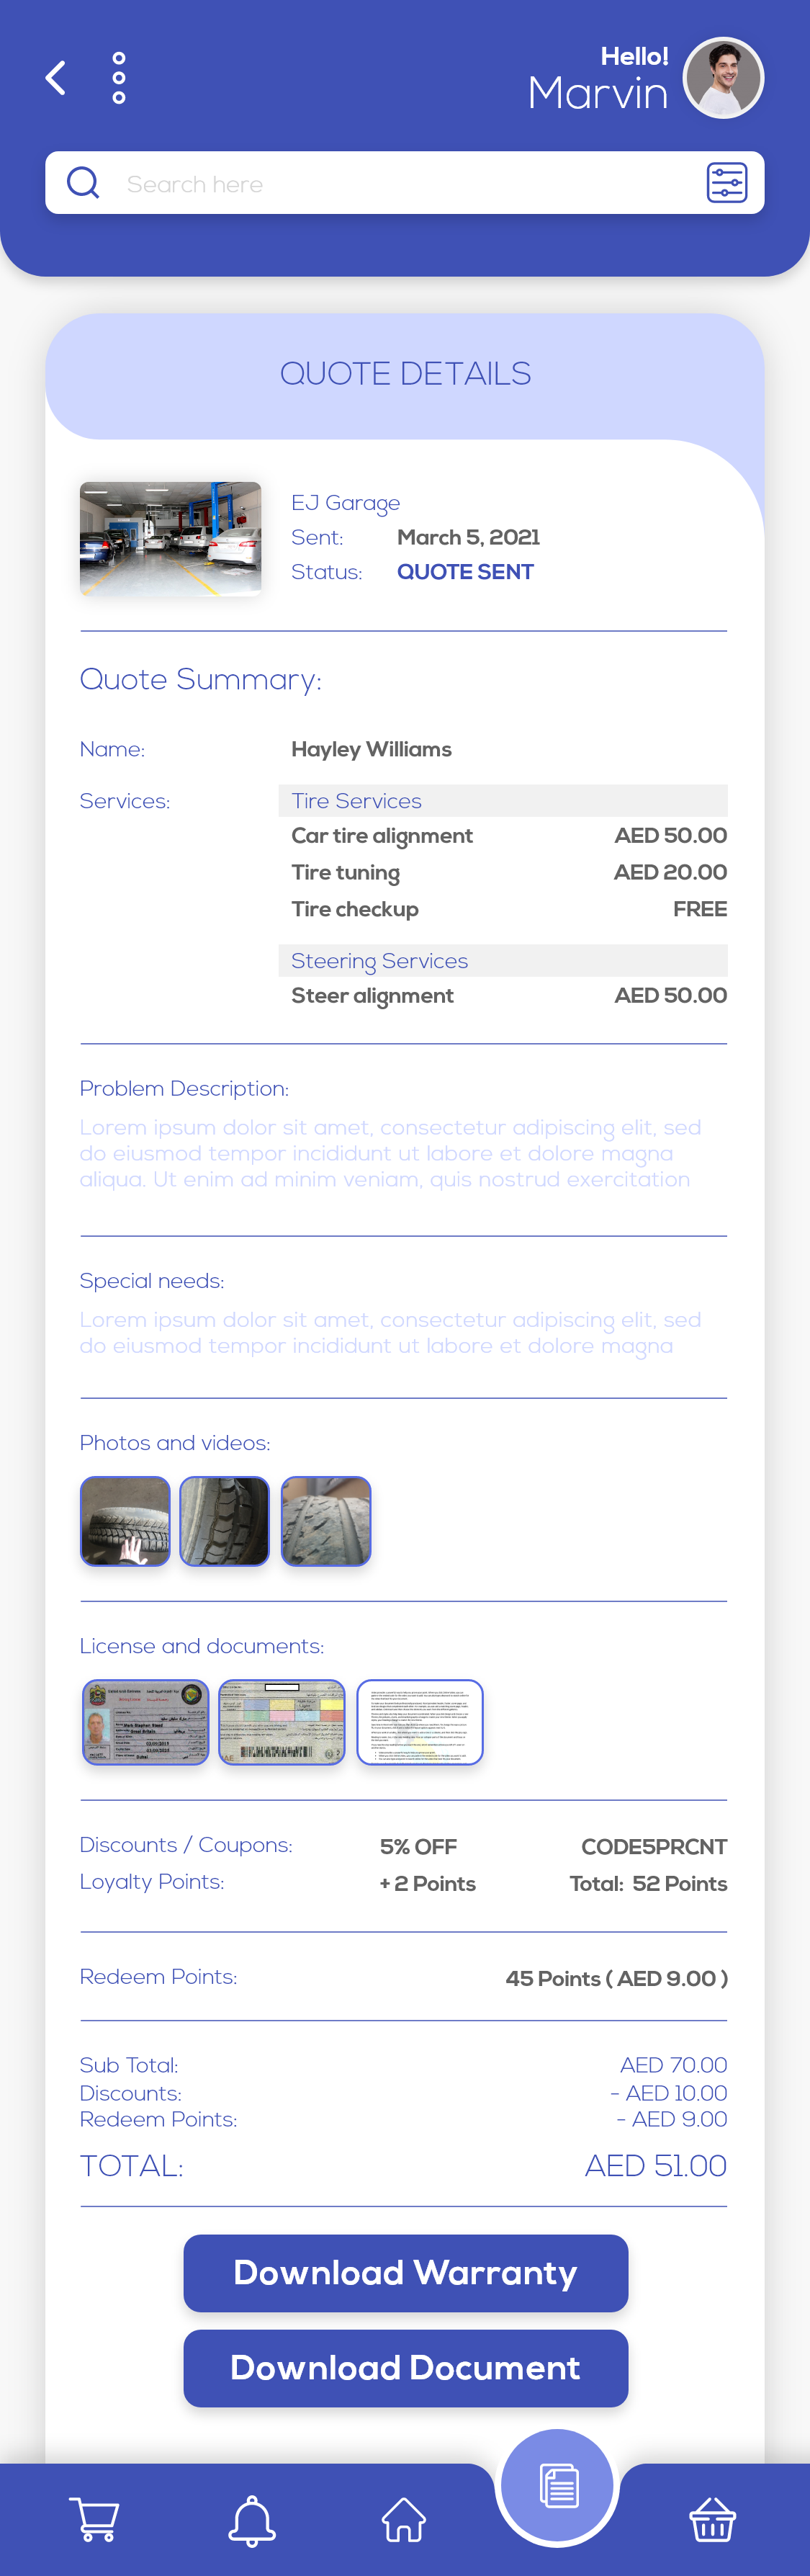 Hello!
Marvin
Search here
QUOTE DETAILS
EJ Garage
Sent: March 5, 2021
Status: QUOTE SENT
Quote Summary:
Name: Hayley Williams
Services: Tire Services
Car tire alignment AED 50.00
Tire tuning AED 20.00
Tire checkup FREE
Steering Services
Steer alignment AED 50.00
Problem Description:
Lorem ipsum dolor sit amet, consectetur adipiscing elit, sed
do eiusmod tempor incididunt ut labore et dolore magna
aliqua. Ut enim ad minim veniam, quis nostrud exercitation
Special needs:
Lorem ipsum dolor sit amet, consectetur adipiscing elit, sed
do eiusmod tempor incididunt ut labore et dolore magna
Photos and videos:
License and documents:
Discounts / Coupons: 5% OFF CODE5PRCNT
Loyalty Points: + 2 Points Total: 52 Points
Redeem Points: 45 Points ( AED 9.00 )
Sub Total: AED 70.00
Discounts: - AED 10.00
Redeem Points: - AED 9.00
TOTAL: AED 51.00
Download Warranty
Download Document